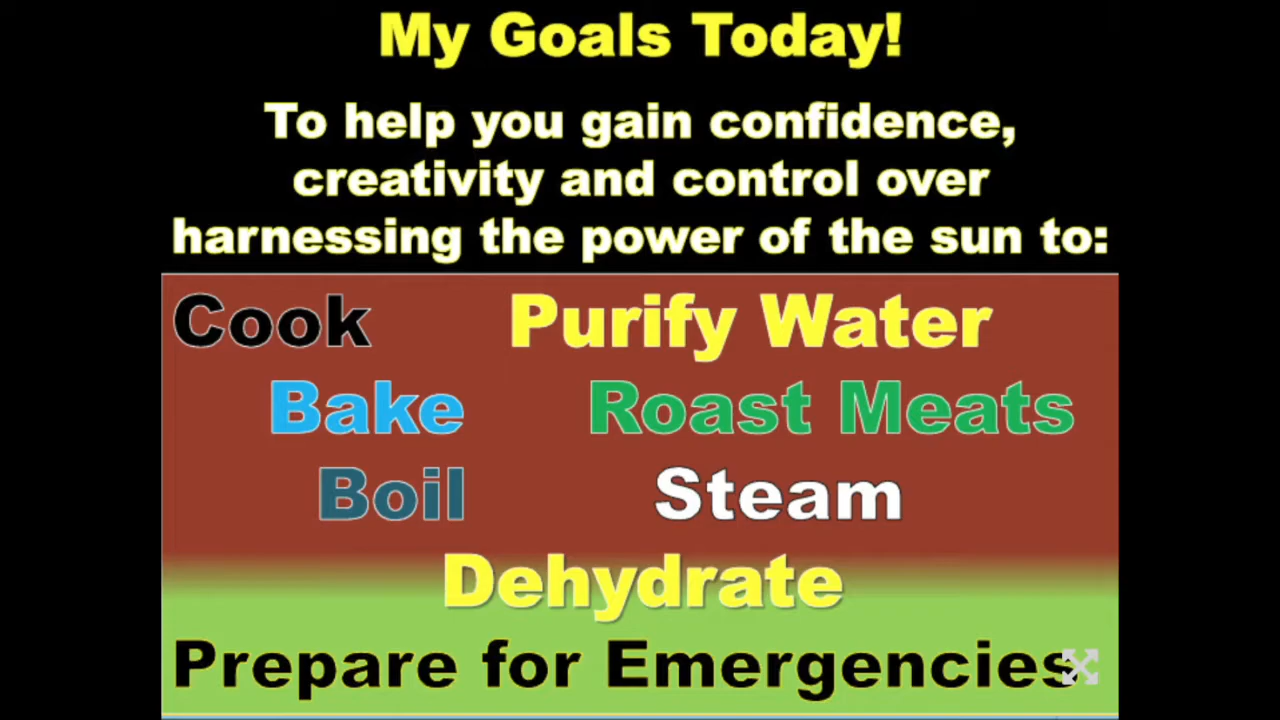 My Goals Today!
To help you gain confidence,
creativity and control over
harnessing the power of the sun to:
Cook Purify Water
Bake Roast Meats
Boil Steam
Dehydrate
Prepare for Emergencies